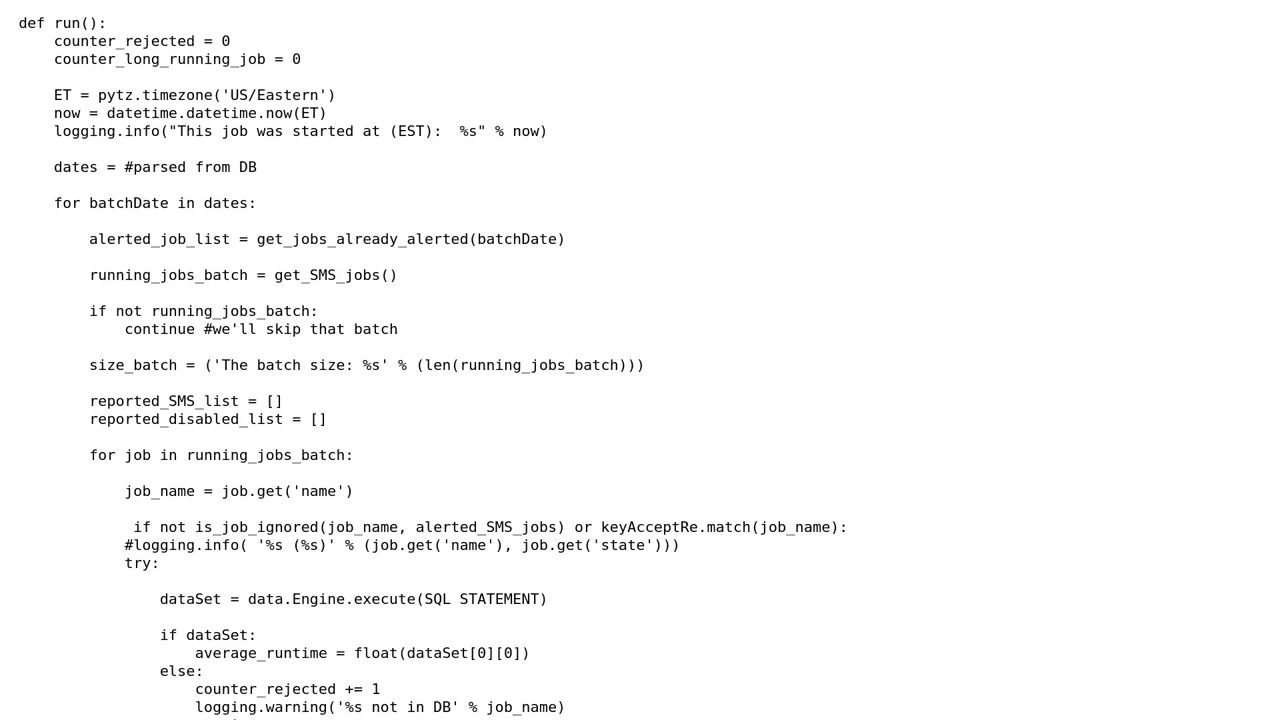 def run():
    counter_rejected = 0
    counter_long_running_job = 0

    ET = pytz.timezone('US/Eastern')
    now = datetime.datetime.now(ET)
    logging.info("This job was started at (EST):  %s" % now)

    dates = #parsed from DB

    for batchDate in dates:

        alerted_job_list = get_jobs_already_alerted(batchDate)

        running_jobs_batch = get_SMS_jobs()

        if not running_jobs_batch:
            continue #we'll skip that batch

        size_batch = ('The batch size: %s' % (len(running_jobs_batch)))

        reported_SMS_list = []
        reported_disabled_list = []

        for job in running_jobs_batch:

            job_name = job.get('name')

             if not is_job_ignored(job_name, alerted_SMS_jobs) or keyAcceptRe.match(job_name):
            #logging.info( '%s (%s)' % (job.get('name'), job.get('state')))
            try:

                dataSet = data.Engine.execute(SQL STATEMENT)

                if dataSet:
                    average_runtime = float(dataSet[0][0])
                else:
                    counter_rejected += 1
                    logging.warning('%s not in DB' % job_name)